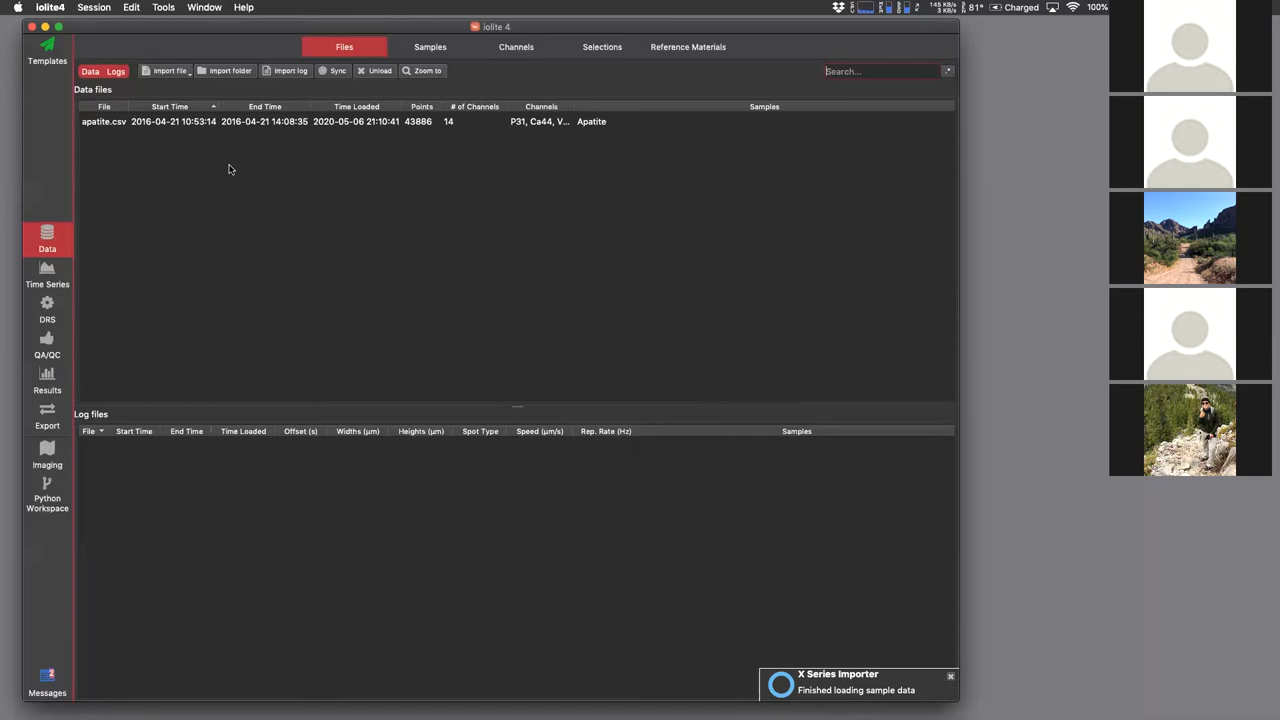 iolite4 Session Edit Tools Window Help
145 KB/s
3 KB/s
81° Charged 100%
iolite 4
Templates
Files Samples Channels Selections Reference Materials
Data Logs Import file Import folder Import log Sync Unload Zoom to Search... .*
Data files
File Start Time End Time Time Loaded Points # of Channels Channels Samples
apatite.csv 2016-04-21 10:53:14 2016-04-21 14:08:35 2020-05-06 21:10:41 43886 14 P31, Ca44, V... Apatite
Data
Time Series
DRS
QA/QC
Results
Export
Imaging
Python
Workspace
Log files
File Start Time End Time Time Loaded Offset (s) Widths (µm) Heights (µm) Spot Type Speed (µm/s) Rep. Rate (Hz) Samples
2
Messages
X Series Importer
Finished loading sample data